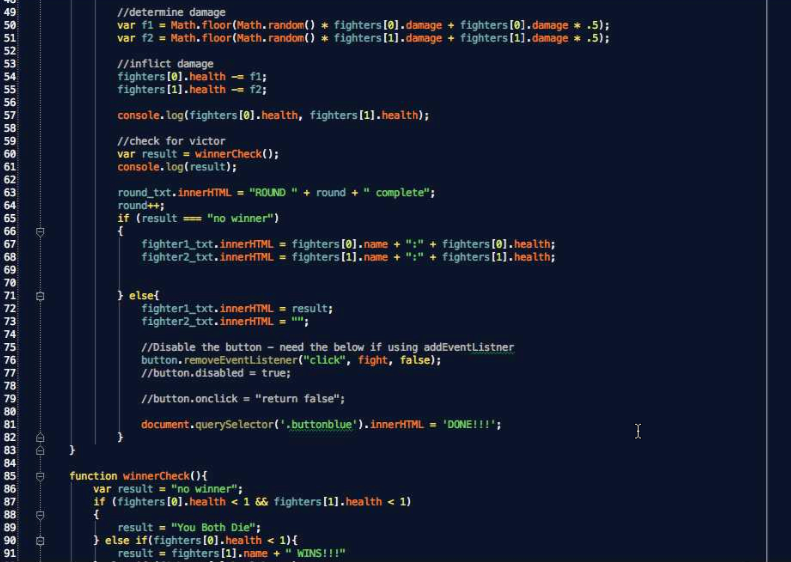 49 //determine damage
50 var f1 = Math.floor(Math.random() * fighters[0].damage + fighters[0].damage * .5);
51 var f2 = Math.floor(Math.random() * fighters[1].damage + fighters[1].damage * .5);
52
53 //inflict damage
54 fighters[0].health -= f1;
55 fighters[1].health -= f2;
56
57 console.log(fighters[0].health, fighters[1].health);
58
59 //check for victor
60 var result = winnerCheck();
61 console.log(result);
62
63 round_txt.innerHTML = "ROUND " + round + " complete";
64 round++;
65 if (result === "no winner")
66 {
67 fighter1_txt.innerHTML = fighters[0].name + ":" + fighters[0].health;
68 fighter2_txt.innerHTML = fighters[1].name + ":" + fighters[1].health;
69
70
71 } else{
72 fighter1_txt.innerHTML = result;
73 fighter2_txt.innerHTML = "";
74
75 //Disable the button - need the below if using addEventListner
76 button.removeEventListener("click", fight, false);
77 //button.disabled = true;
78
79 //button.onclick = "return false";
80
81 document.querySelector('.buttonblue').innerHTML = 'DONE!!!';
82 }
83 }
84
85 function winnerCheck(){
86 var result = "no winner";
87 if (fighters[0].health < 1 && fighters[1].health < 1)
88 {
89 result = "You Both Die";
90 } else if(fighters[0].health < 1){
91 result = fighters[1].name + " WINS!!!"